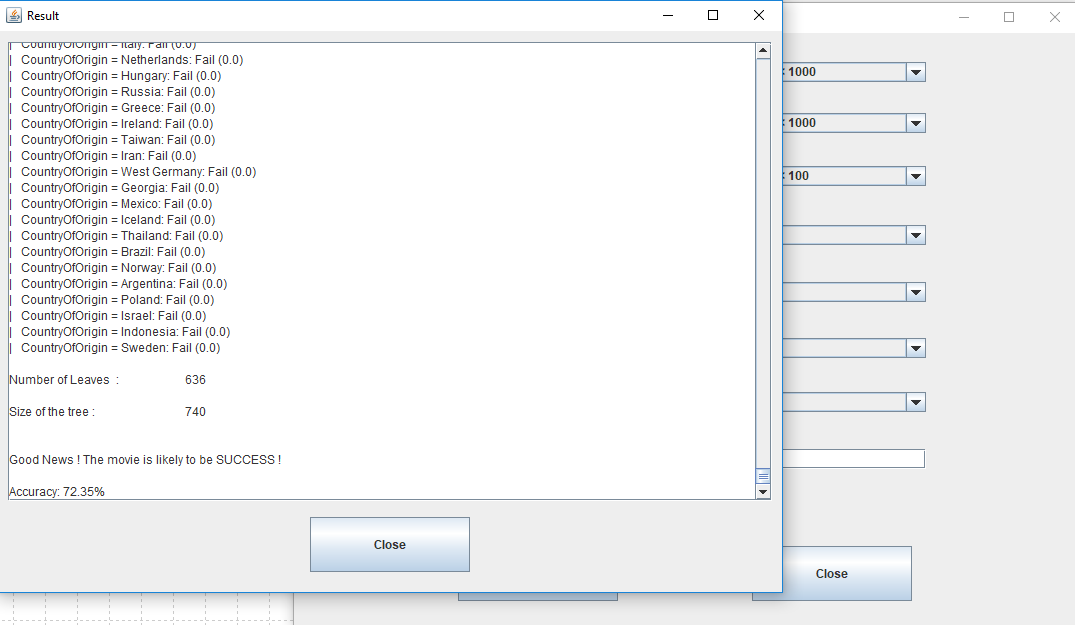 Result
| CountryOfOrigin = Italy: Fail (0.0)
| CountryOfOrigin = Netherlands: Fail (0.0)
| CountryOfOrigin = Hungary: Fail (0.0)
| CountryOfOrigin = Russia: Fail (0.0)
| CountryOfOrigin = Greece: Fail (0.0)
| CountryOfOrigin = Ireland: Fail (0.0)
| CountryOfOrigin = Taiwan: Fail (0.0)
| CountryOfOrigin = Iran: Fail (0.0)
| CountryOfOrigin = West Germany: Fail (0.0)
| CountryOfOrigin = Georgia: Fail (0.0)
| CountryOfOrigin = Mexico: Fail (0.0)
| CountryOfOrigin = Iceland: Fail (0.0)
| CountryOfOrigin = Thailand: Fail (0.0)
| CountryOfOrigin = Brazil: Fail (0.0)
| CountryOfOrigin = Norway: Fail (0.0)
| CountryOfOrigin = Argentina: Fail (0.0)
| CountryOfOrigin = Poland: Fail (0.0)
| CountryOfOrigin = Israel: Fail (0.0)
| CountryOfOrigin = Indonesia: Fail (0.0)
| CountryOfOrigin = Sweden: Fail (0.0)
Number of Leaves : 636
Size of the tree : 740
Good News ! The movie is likely to be SUCCESS !
Accuracy: 72.35%
Close
1000
1000
100
Close